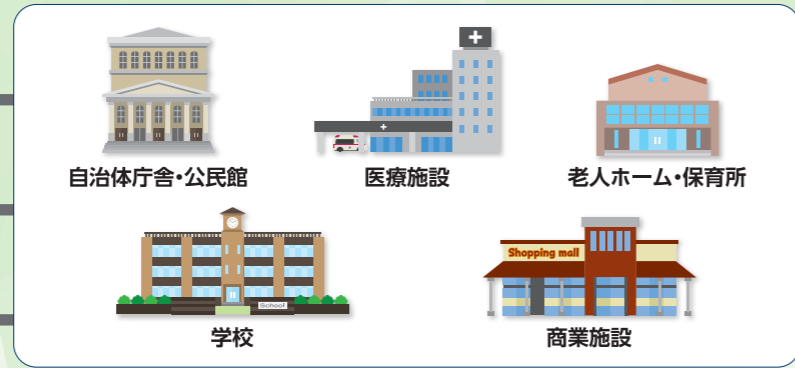 自治体庁舎・公民館
医療施設
老人ホーム・保育所
Shopping mall
School
学校
商業施設